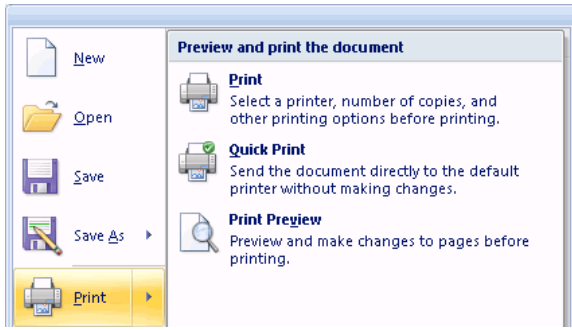 New
Open
Save
Save As
Print
Preview and print the document
Print
Select a printer, number of copies, and
other printing options before printing.
Quick Print
Send the document directly to the default
printer without making changes.
Print Preview
Preview and make changes to pages before
printing.